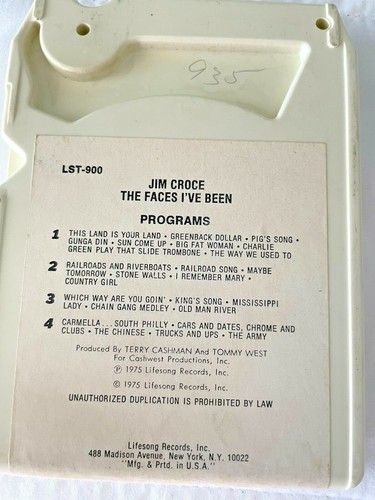 935
LST-900
JIM CROCE
THE FACES I'VE BEEN
PROGRAMS
1 THIS LAND IS YOUR LAND • GREENBACK DOLLAR • PIG'S SONG •
GUNGA DIN • SUN COME UP • BIG FAT WOMAN • CHARLIE
GREEN PLAY THAT SLIDE TROMBONE • THE WAY WE USED TO
2 RAILROADS AND RIVERBOATS • RAILROAD SONG • MAYBE
TOMORROW • STONE WALLS • I REMEMBER MARY •
COUNTRY GIRL
3 WHICH WAY ARE YOU GOIN' • KING'S SONG • MISSISSIPPI
LADY • CHAIN GANG MEDLEY • OLD MAN RIVER
4 CARMELLA...SOUTH PHILLY • CARS AND DATES, CHROME AND
CLUBS • THE CHINESE • TRUCKS AND UPS • THE ARMY
Produced By TERRY CASHMAN And TOMMY WEST
For Cashwest Productions, Inc.
℗ 1975 Lifesong Records, Inc.
© 1975 Lifesong Records, Inc.
UNAUTHORIZED DUPLICATION IS PROHIBITED BY LAW
Lifesong Records, Inc.
488 Madison Avenue, New York, N.Y. 10022
"Mfg. & Prtd. in U.S.A."